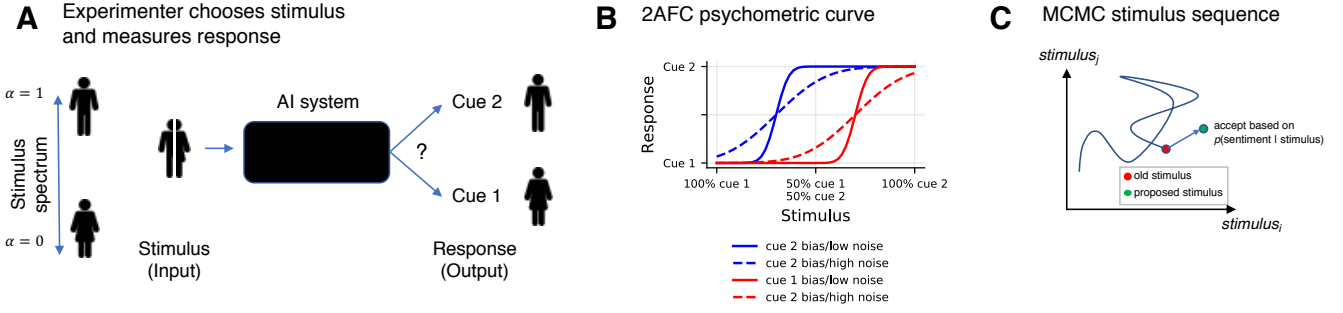 A Experimenter chooses stimulus
and measures response
α = 1
Stimulus
spectrum
α = 0
AI system
Cue 2
?
Cue 1
Stimulus
(Input)
Response
(Output)
B 2AFC psychometric curve
Response
Cue 2
Cue 1
100% cue 1
50% cue 1
50% cue 2
100% cue 2
Stimulus
cue 2 bias/low noise
cue 2 bias/high noise
cue 1 bias/low noise
cue 2 bias/high noise
C MCMC stimulus sequence
stimulusⱼ
accept based on
p(sentiment | stimulus)
old stimulus
proposed stimulus
stimulusᵢ